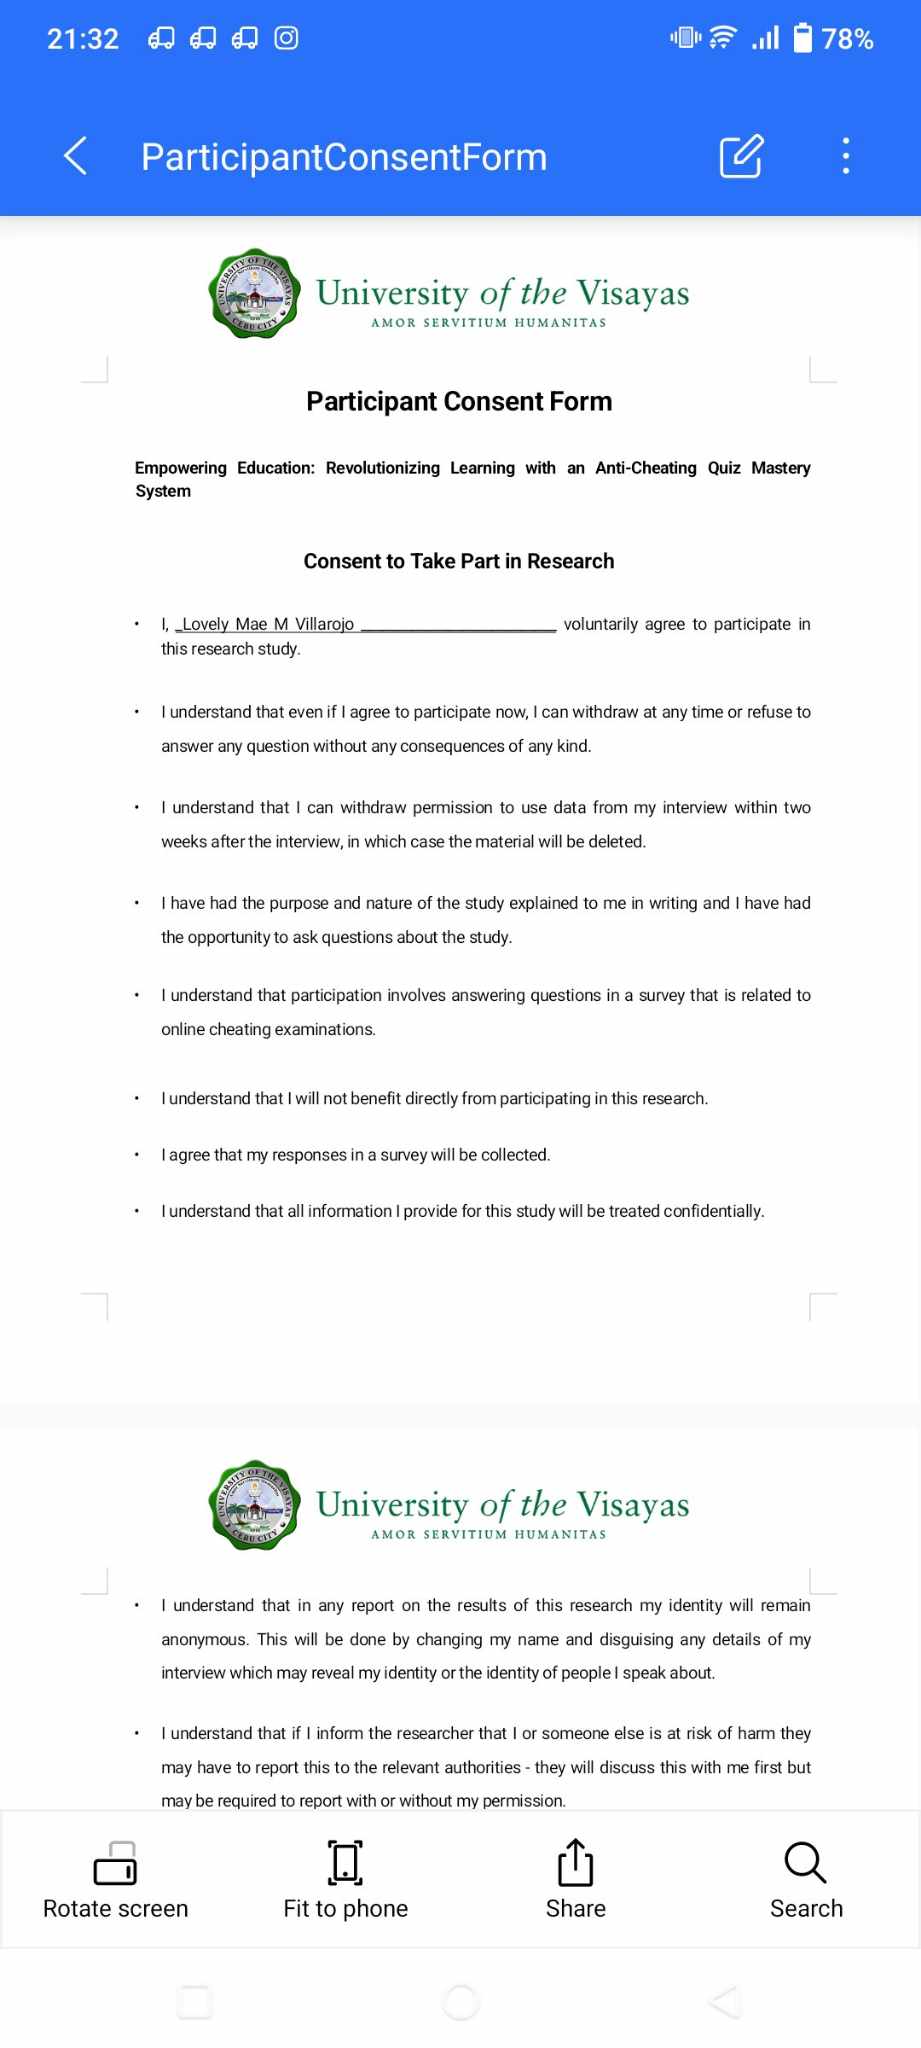 21:32
78%
ParticipantConsentForm
UNIVERSITY OF THE VISAYAS
CEBU CITY
University of the Visayas
AMOR SERVITIUM HUMANITAS
Participant Consent Form
Empowering Education: Revolutionizing Learning with an Anti-Cheating Quiz Mastery
System
Consent to Take Part in Research
• I, _Lovely Mae M Villarojo _______________________ voluntarily agree to participate in
this research study.
• I understand that even if I agree to participate now, I can withdraw at any time or refuse to
answer any question without any consequences of any kind.
• I understand that I can withdraw permission to use data from my interview within two
weeks after the interview, in which case the material will be deleted.
• I have had the purpose and nature of the study explained to me in writing and I have had
the opportunity to ask questions about the study.
• I understand that participation involves answering questions in a survey that is related to
online cheating examinations.
• I understand that I will not benefit directly from participating in this research.
• I agree that my responses in a survey will be collected.
• I understand that all information I provide for this study will be treated confidentially.
UNIVERSITY OF THE VISAYAS
CEBU CITY
University of the Visayas
AMOR SERVITIUM HUMANITAS
• I understand that in any report on the results of this research my identity will remain
anonymous. This will be done by changing my name and disguising any details of my
interview which may reveal my identity or the identity of people I speak about.
• I understand that if I inform the researcher that I or someone else is at risk of harm they
may have to report this to the relevant authorities - they will discuss this with me first but
may be required to report with or without my permission.
Rotate screen
Fit to phone
Share
Search